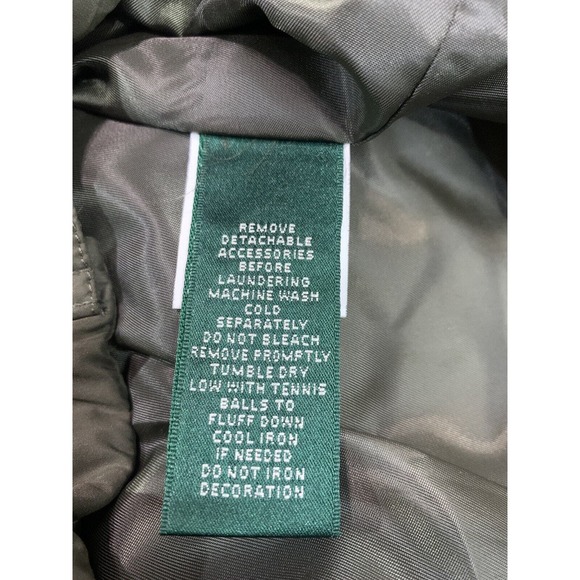 REMOVE
DETACHABLE
ACCESSORIES
BEFORE
LAUNDERING
MACHINE WASH
COLD
SEPARATELY
DO NOT BLEACH
REMOVE PROMPTLY
TUMBLE DRY
LOW WITH TENNIS
BALLS TO
FLUFF DOWN
COOL IRON
IF NEEDED
DO NOT IRON
DECORATION